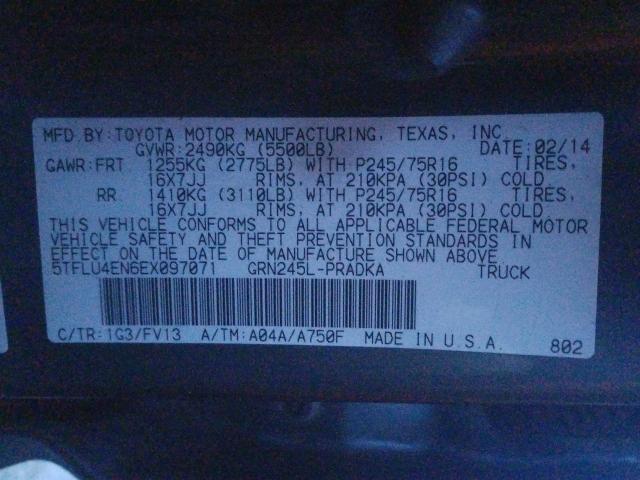 MFD.BY:TOYOTA MOTOR MANUFACTURING, TEXAS, INC.
GVWR:2490KG (5500LB) DATE:02/14
GAWR:FRT 1255KG (2775LB) WITH P245/75R16 TIRES,
16X7JJ RIMS, AT 210KPA (30PSI) COLD.
RR 1410KG (3110LB) WITH P245/75R16 TIRES,
16X7JJ RIMS, AT 210KPA (30PSI) COLD.
THIS VEHICLE CONFORMS TO ALL APPLICABLE FEDERAL MOTOR
VEHICLE SAFETY AND THEFT PREVENTION STANDARDS IN
EFFECT ON THE DATE OF MANUFACTURE SHOWN ABOVE.
5TFLU4EN6EX097071 GRN245L-PRADKA TRUCK
C/TR:1G3/FV13 A/TM:A04A/A750F MADE IN U.S.A. 802